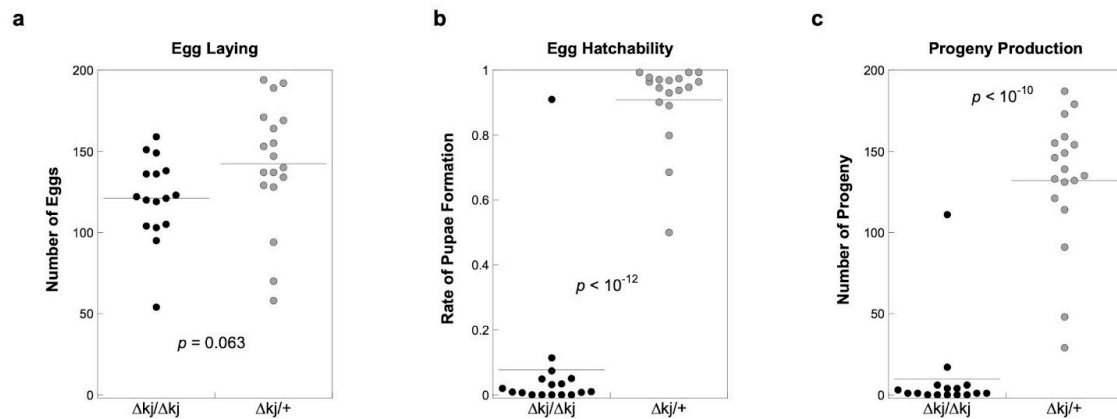 a
Egg Laying
Number of Eggs
200
150
100
50
0
p = 0.063
Δkj/Δkj
Δkj/+
b
Egg Hatchability
Rate of Pupae Formation
1
0.8
0.6
0.4
0.2
0
p < 10⁻¹²
Δkj/Δkj
Δkj/+
c
Progeny Production
Number of Progeny
200
150
100
50
0
p < 10⁻¹⁰
Δkj/Δkj
Δkj/+